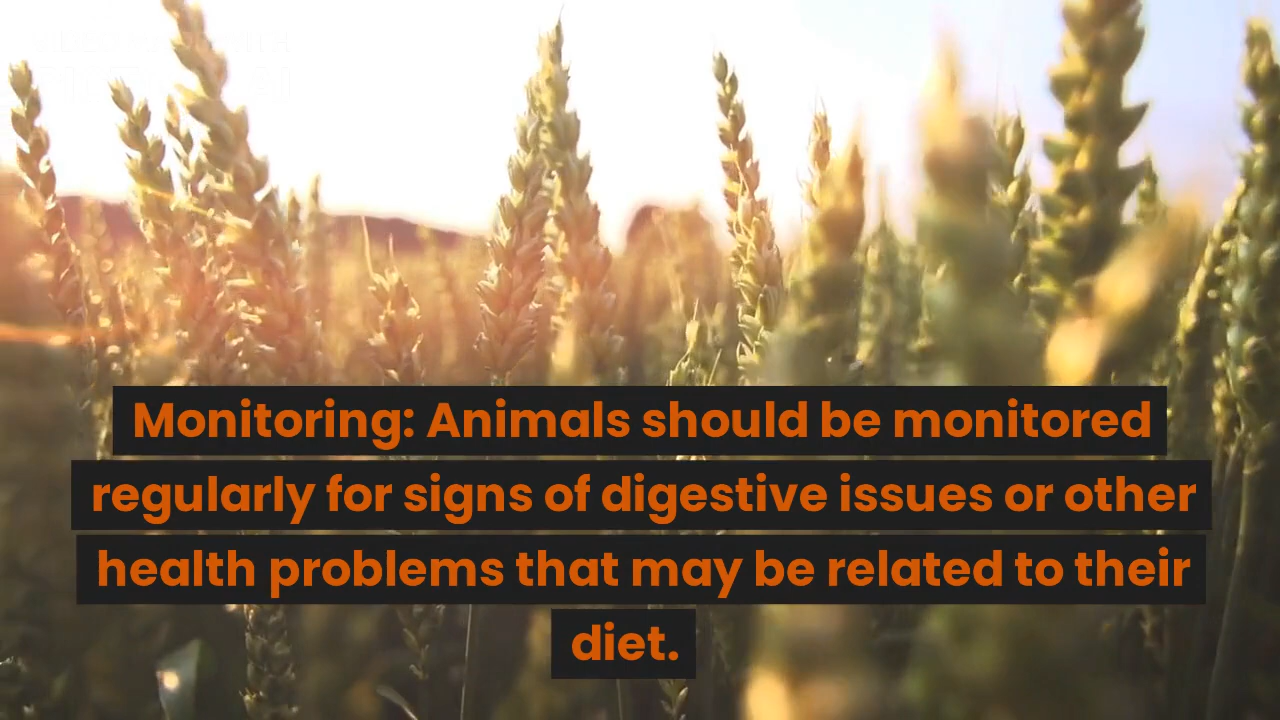 Monitoring: Animals should be monitored
regularly for signs of digestive issues or other
health problems that may be related to their
diet.